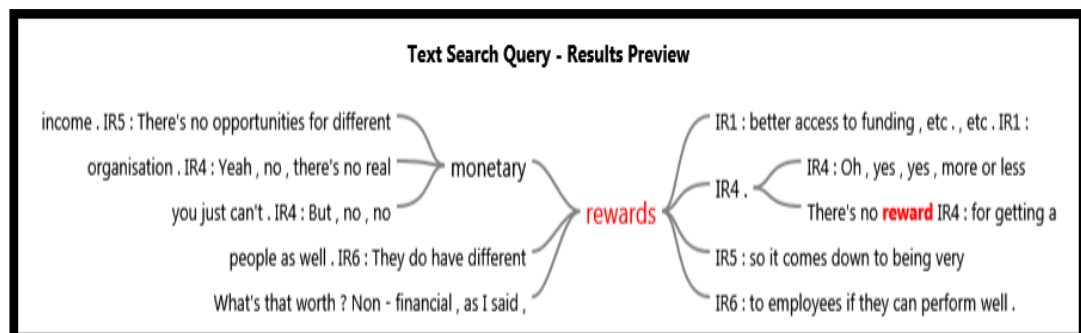 Text Search Query - Results Preview
income . IR5 : There's no opportunities for different
organisation . IR4 : Yeah , no , there's no real
you just can't . IR4 : But , no , no
monetary
people as well . IR6 : They do have different
What's that worth ? Non - financial , as I said ,
rewards
IR1 : better access to funding , etc . , etc . IR1 :
IR4 .
IR4 : Oh , yes , yes , more or less
There's no reward IR4 : for getting a
IR5 : so it comes down to being very
IR6 : to employees if they can perform well .